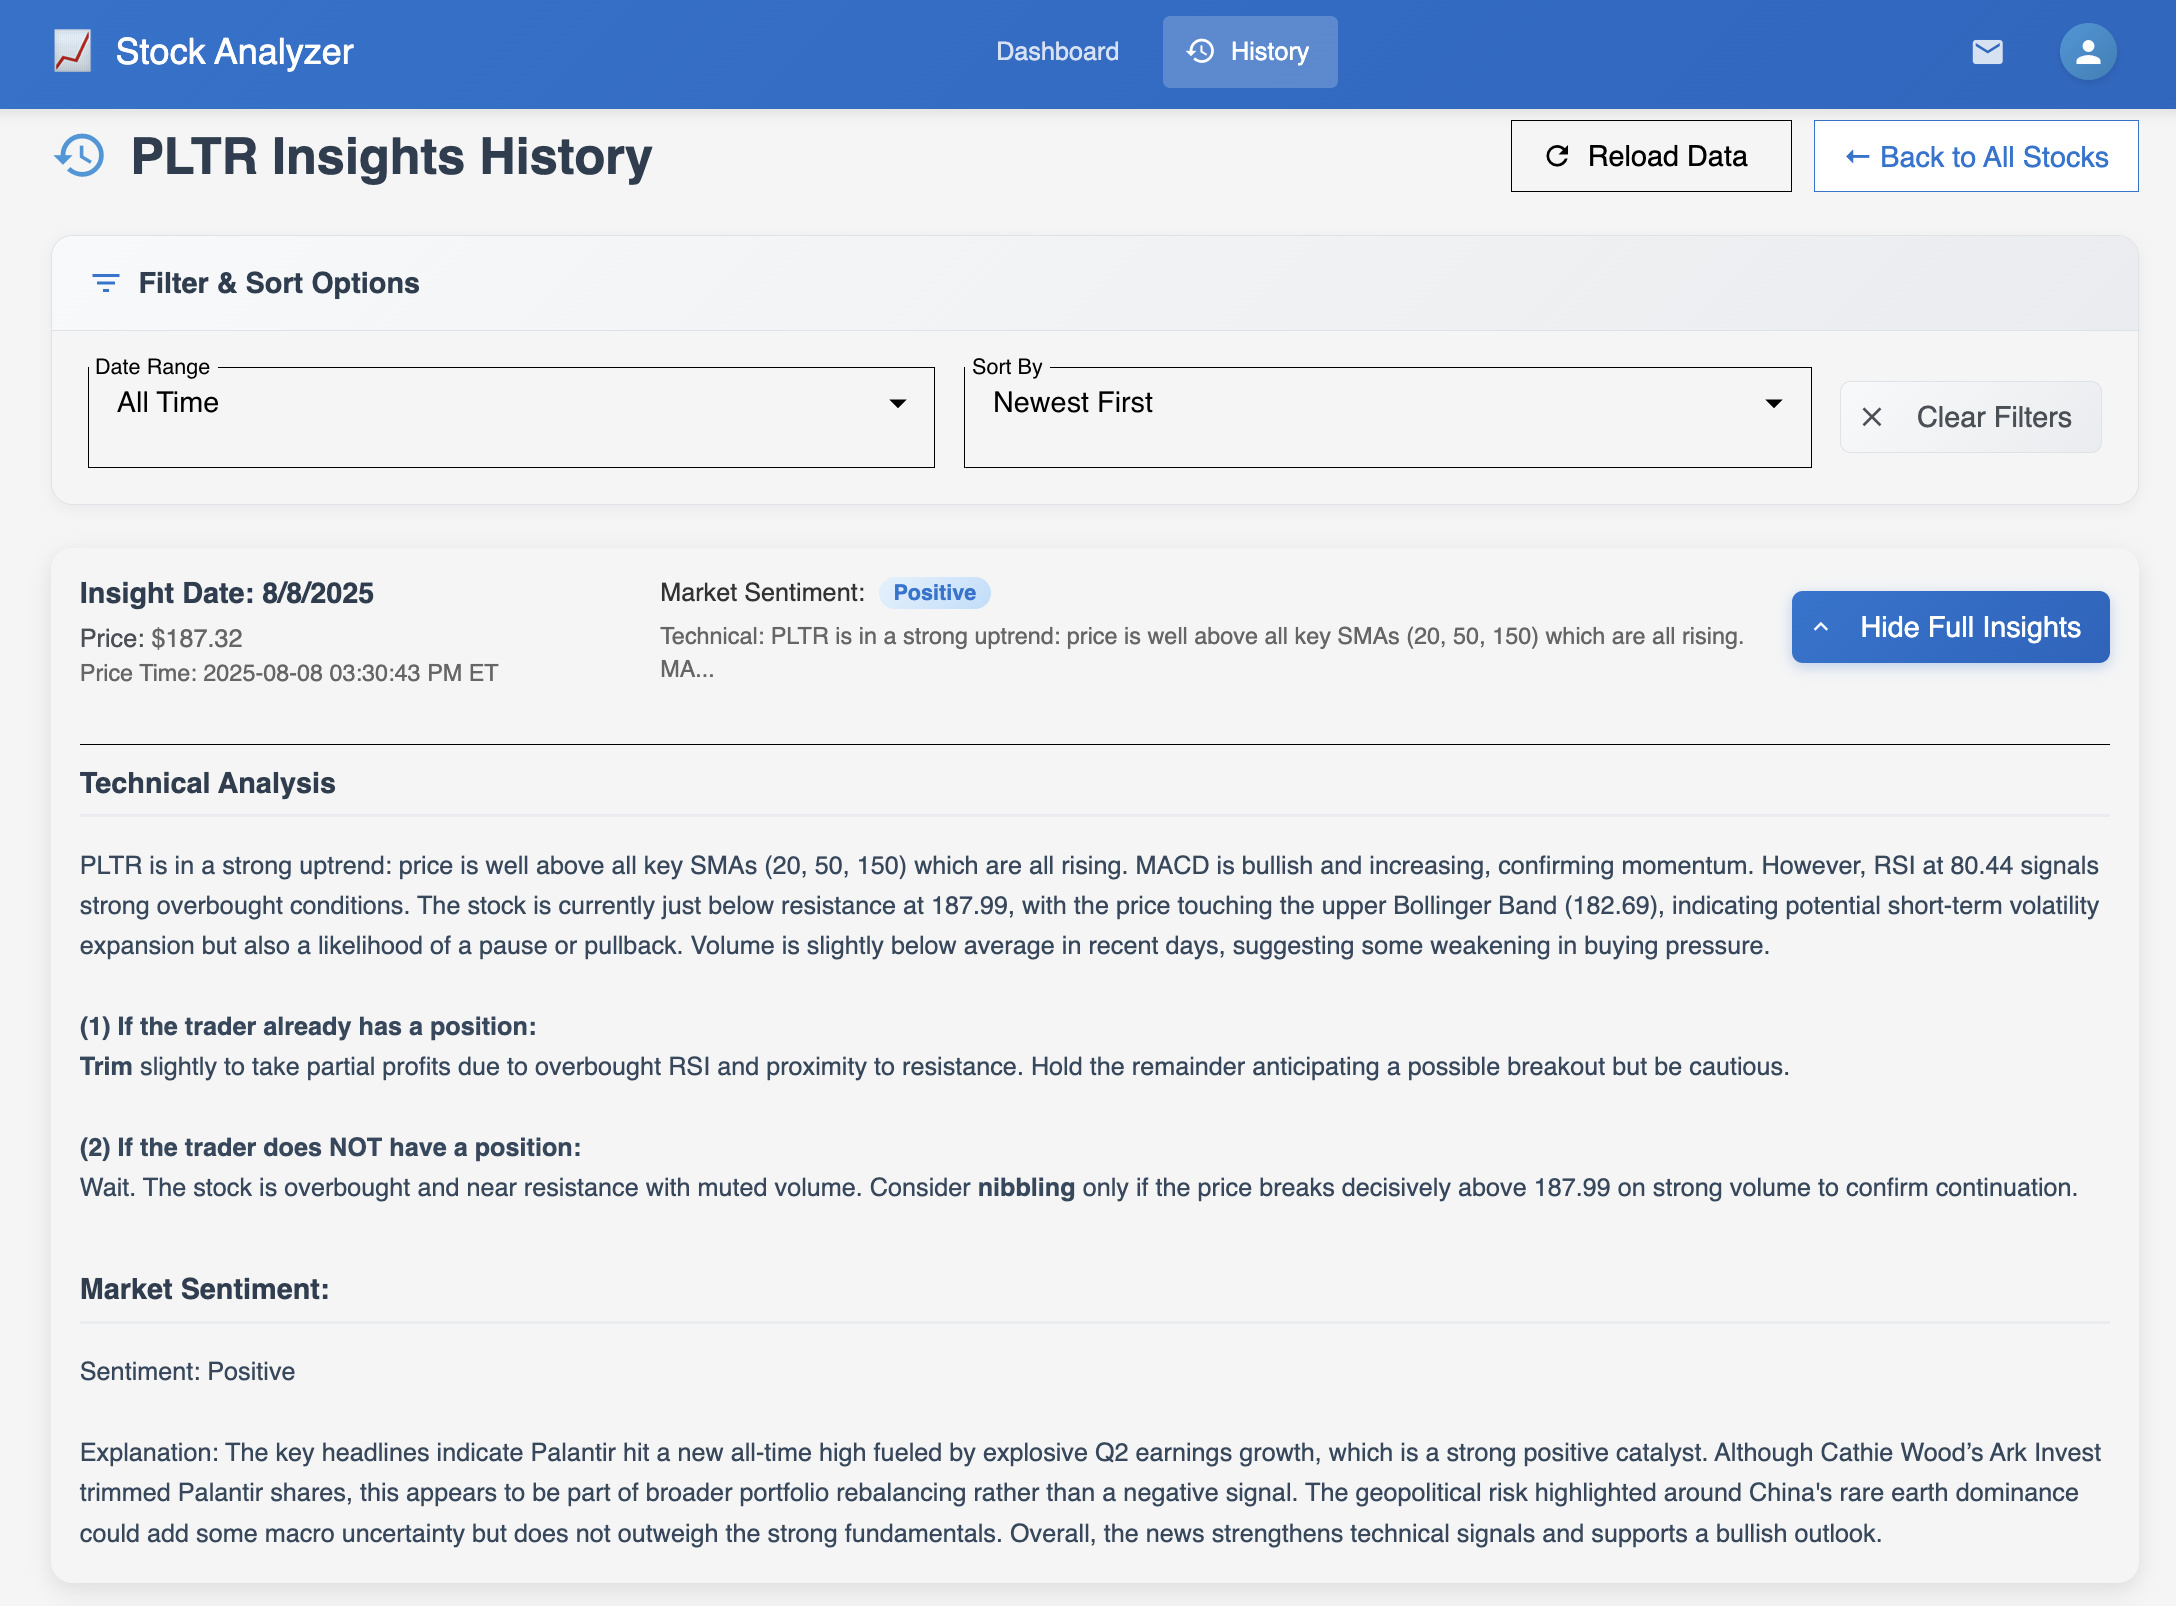 Stock Analyzer
Dashboard
History
PLTR Insights History
Reload Data
← Back to All Stocks
Filter & Sort Options
Date Range
All Time
Sort By
Newest First
Clear Filters
Insight Date: 8/8/2025
Price: $187.32
Price Time: 2025-08-08 03:30:43 PM ET
Market Sentiment: Positive
Technical: PLTR is in a strong uptrend: price is well above all key SMAs (20, 50, 150) which are all rising.
MA...
Hide Full Insights
Technical Analysis
PLTR is in a strong uptrend: price is well above all key SMAs (20, 50, 150) which are all rising. MACD is bullish and increasing, confirming momentum. However, RSI at 80.44 signals
strong overbought conditions. The stock is currently just below resistance at 187.99, with the price touching the upper Bollinger Band (182.69), indicating potential short-term volatility
expansion but also a likelihood of a pause or pullback. Volume is slightly below average in recent days, suggesting some weakening in buying pressure.
(1) If the trader already has a position:
Trim slightly to take partial profits due to overbought RSI and proximity to resistance. Hold the remainder anticipating a possible breakout but be cautious.
(2) If the trader does NOT have a position:
Wait. The stock is overbought and near resistance with muted volume. Consider nibbling only if the price breaks decisively above 187.99 on strong volume to confirm continuation.
Market Sentiment:
Sentiment: Positive
Explanation: The key headlines indicate Palantir hit a new all-time high fueled by explosive Q2 earnings growth, which is a strong positive catalyst. Although Cathie Wood’s Ark Invest
trimmed Palantir shares, this appears to be part of broader portfolio rebalancing rather than a negative signal. The geopolitical risk highlighted around China's rare earth dominance
could add some macro uncertainty but does not outweigh the strong fundamentals. Overall, the news strengthens technical signals and supports a bullish outlook.